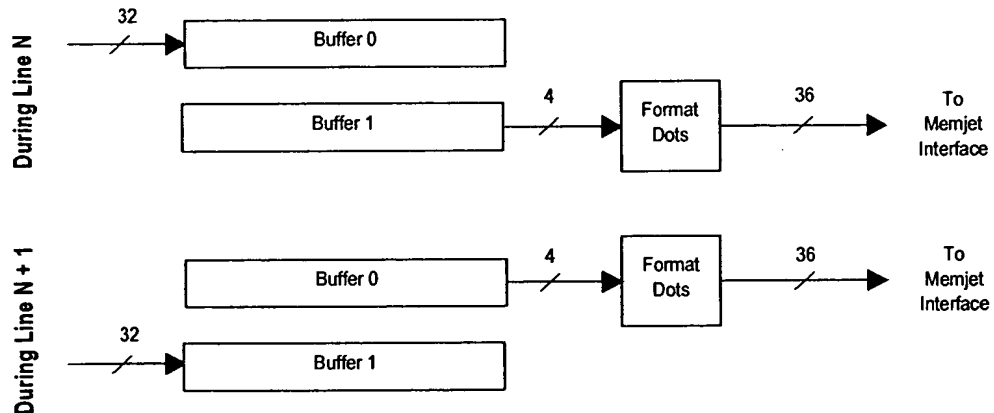 During Line N
32
Buffer 0
Buffer 1
4
Format
Dots
36
To
Memjet
Interface
During Line N + 1
Buffer 0
4
Format
Dots
36
To
Memjet
Interface
32
Buffer 1